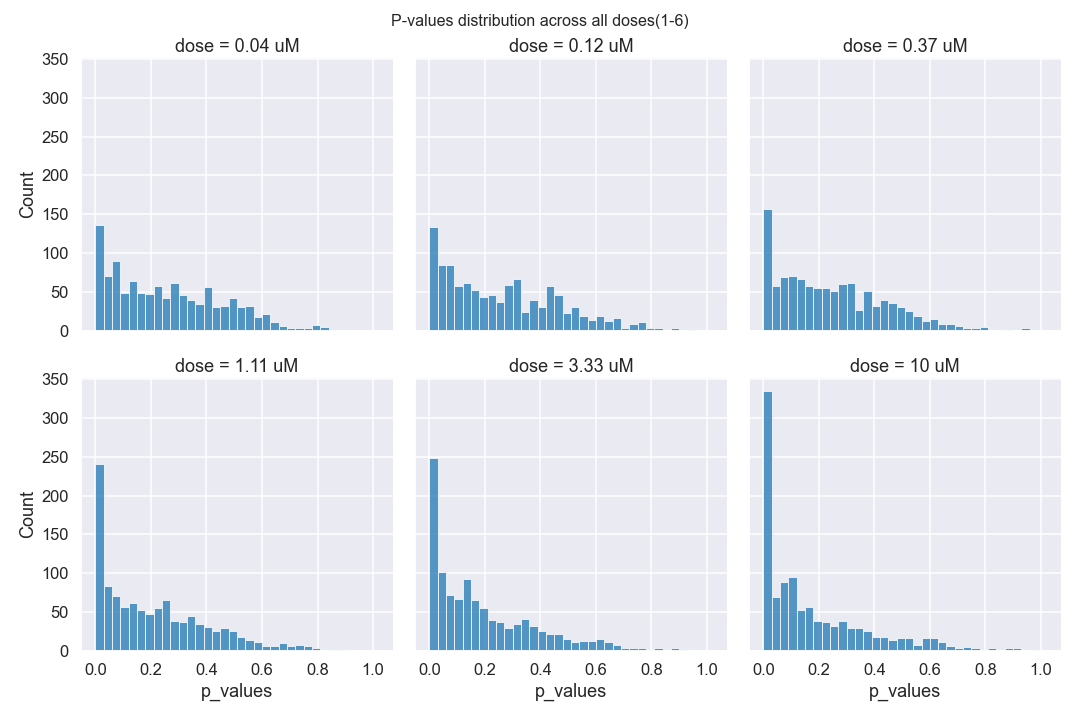 P-values distribution across all doses(1-6)
dose = 0.04 uM
dose = 0.12 uM
dose = 0.37 uM
350
300
250
200
150
100
50
0
Count
dose = 1.11 uM
dose = 3.33 uM
dose = 10 uM
350
300
250
200
150
100
50
0
Count
0.0 0.2 0.4 0.6 0.8 1.0
0.0 0.2 0.4 0.6 0.8 1.0
0.0 0.2 0.4 0.6 0.8 1.0
p_values
p_values
p_values